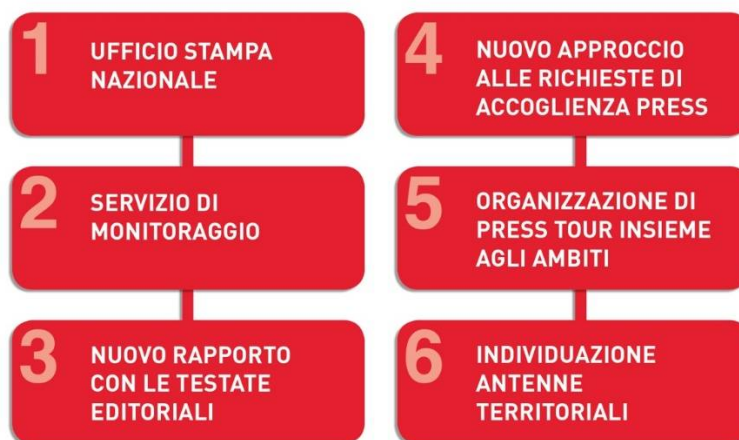 1
UFFICIO STAMPA
NAZIONALE
2
SERVIZIO DI
MONITORAGGIO
3
NUOVO RAPPORTO
CON LE TESTATE
EDITORIALI
4
NUOVO APPROCCIO
ALLE RICHIESTE DI
ACCOGLIENZA PRESS
5
ORGANIZZAZIONE DI
PRESS TOUR INSIEME
AGLI AMBITI
6
INDIVIDUAZIONE
ANTENNE
TERRITORIALI